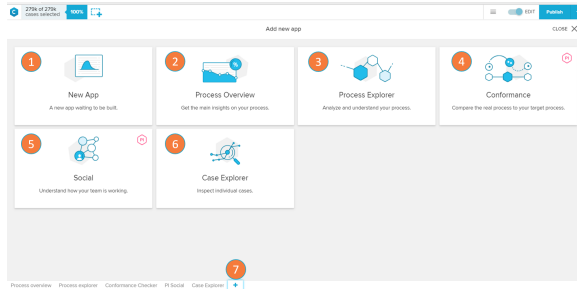 279k of 279k
cases selected
100%
EDIT
Publish
Add new app
CLOSE
1
New App
A new app waiting to be built.
2
Process Overview
Get the main insights on your process.
3
Process Explorer
Analyze and understand your process.
4
PI
Conformance
Compare the real process to your target process.
5
PI
Social
Understand how your team is working.
6
Case Explorer
Inspect individual cases.
7
Process overview Process explorer Conformance Checker PI Social Case Explorer +